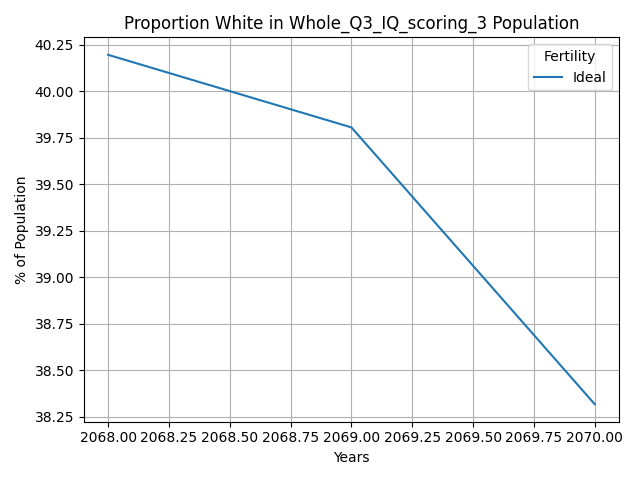 Proportion White in Whole_Q3_IQ_scoring_3 Population
40.25
40.00
39.75
39.50
39.25
39.00
38.75
38.50
38.25
% of Population
Fertility
Ideal
2068.00 2068.25 2068.50 2068.75 2069.00 2069.25 2069.50 2069.75 2070.00
Years